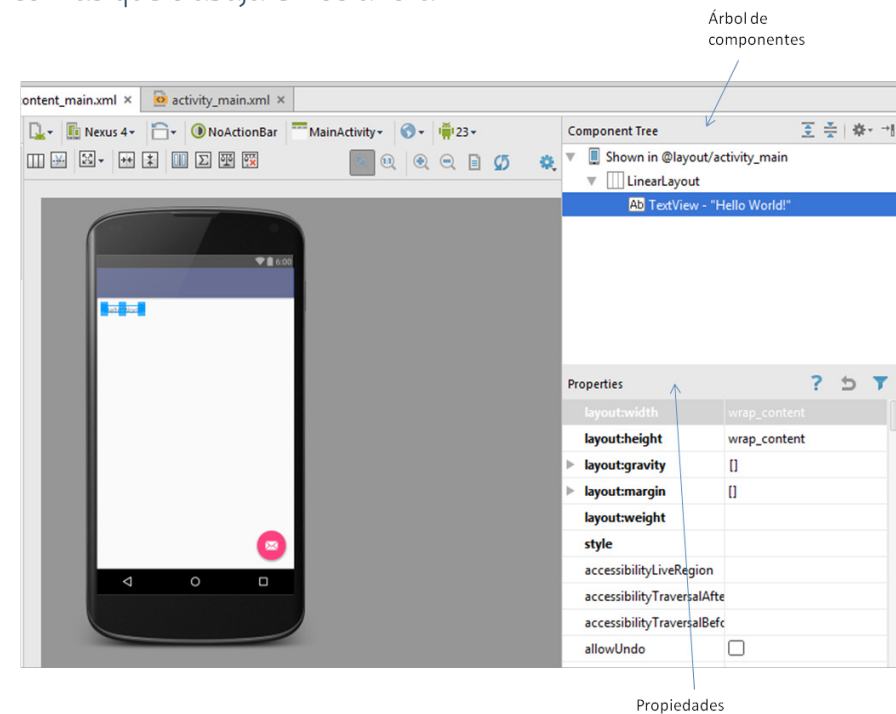 Árbol de
componentes
ontent_main.xml × activity_main.xml ×
Nexus 4 NoActionBar MainActivity 23
Component Tree
Shown in @layout/activity_main
LinearLayout
Ab TextView - "Hello World!"
6:00
Properties ?
layout:width wrap_content
layout:height wrap_content
layout:gravity []
layout:margin []
layout:weight
style
accessibilityLiveRegion
accessibilityTraversalAfte
accessibilityTraversalBefo
allowUndo
Propiedades